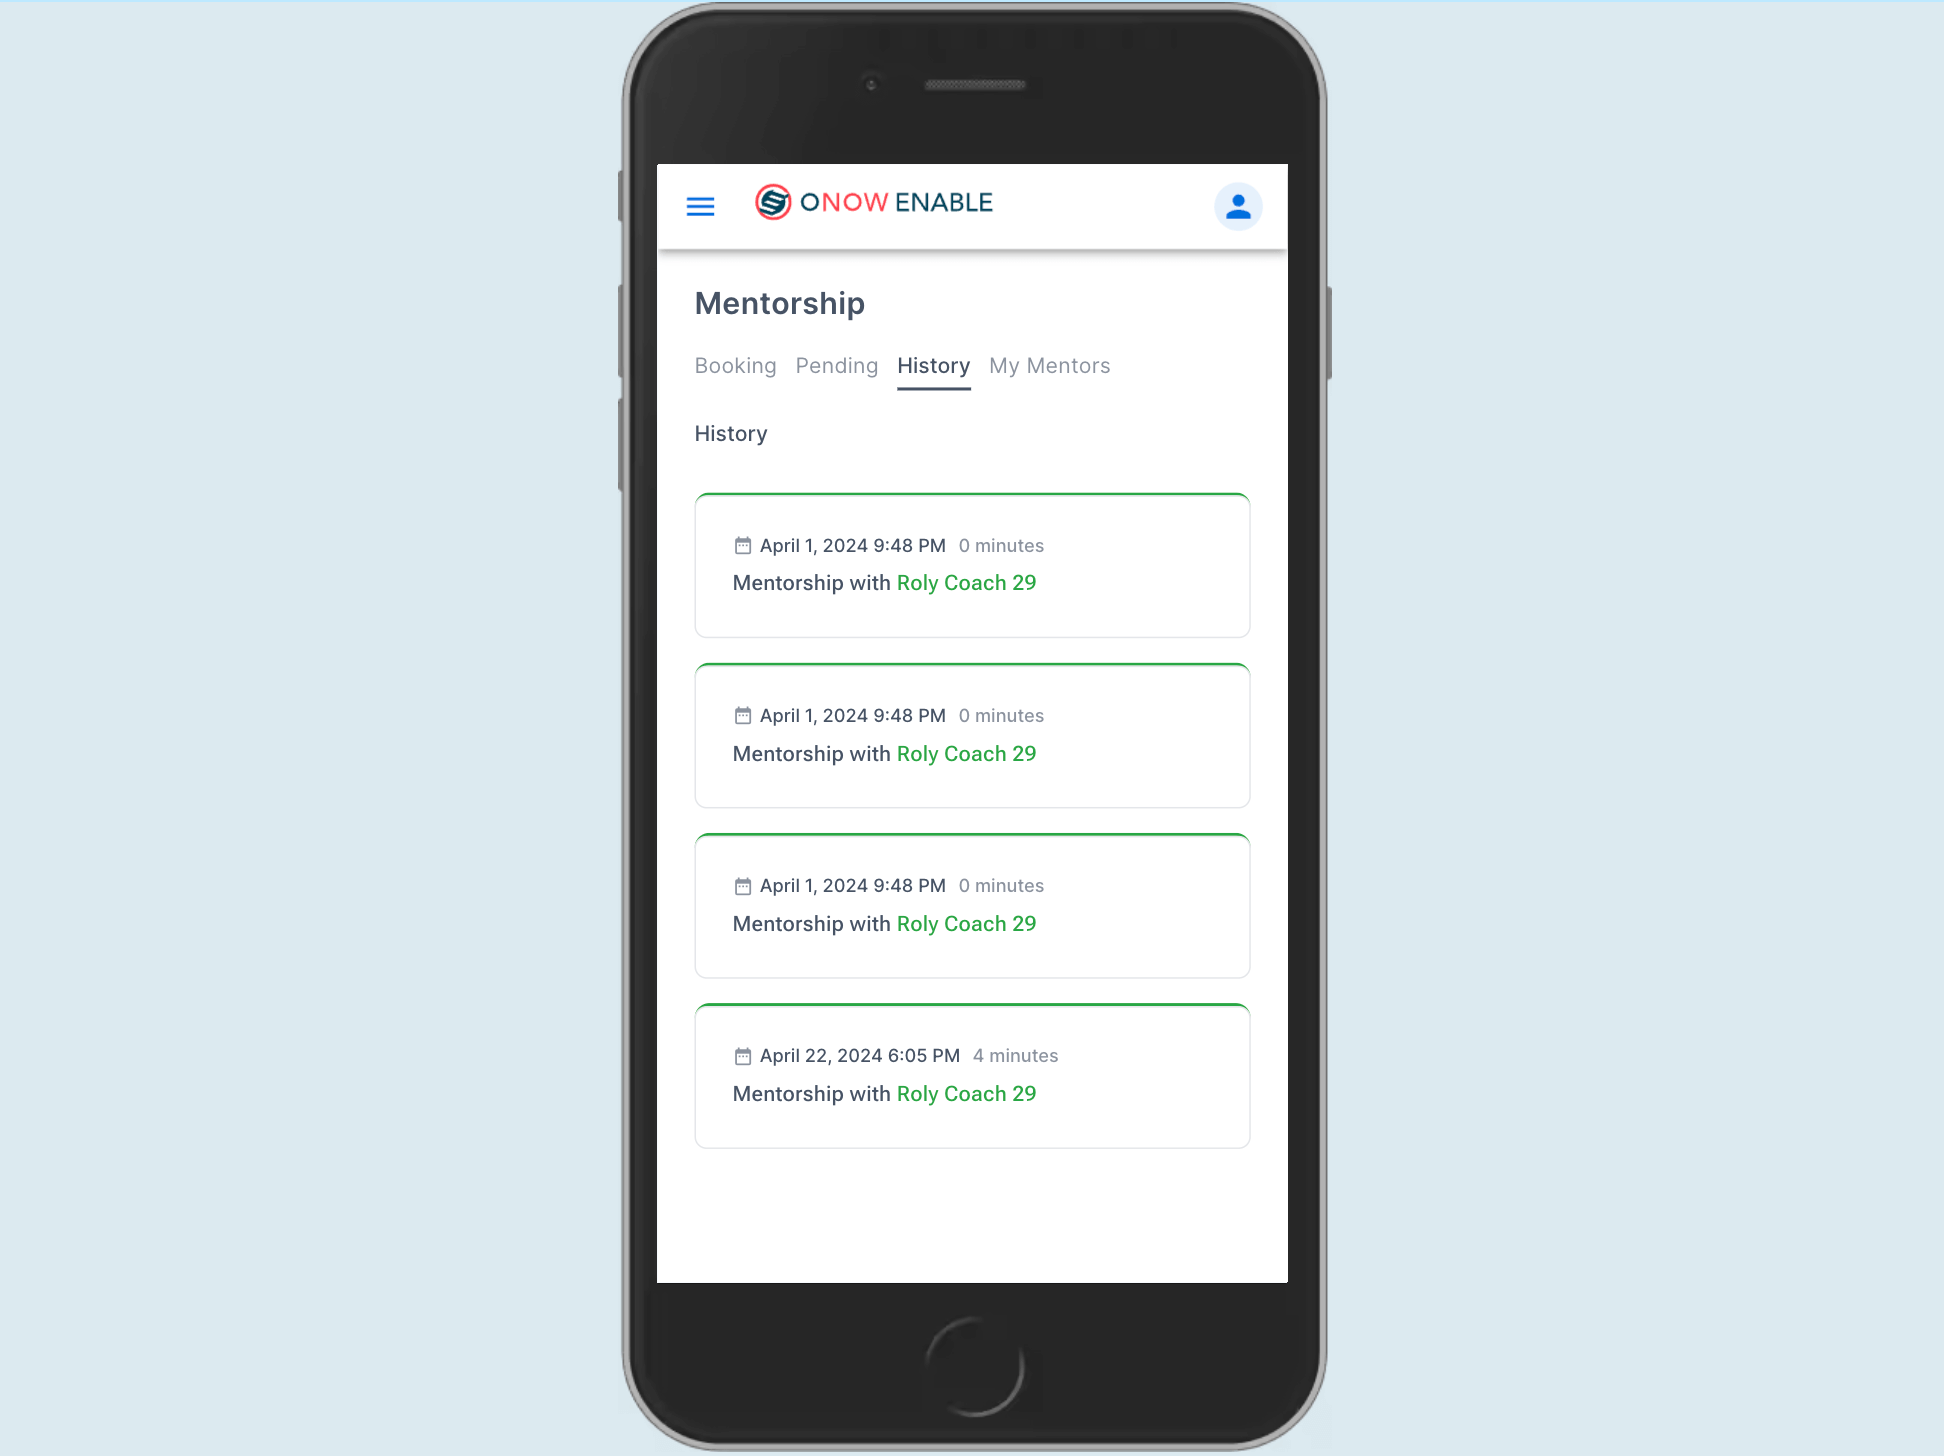 ONOW ENABLE
Mentorship
Booking Pending History My Mentors
History
April 1, 2024 9:48 PM 0 minutes
Mentorship with Roly Coach 29
April 1, 2024 9:48 PM 0 minutes
Mentorship with Roly Coach 29
April 1, 2024 9:48 PM 0 minutes
Mentorship with Roly Coach 29
April 22, 2024 6:05 PM 4 minutes
Mentorship with Roly Coach 29